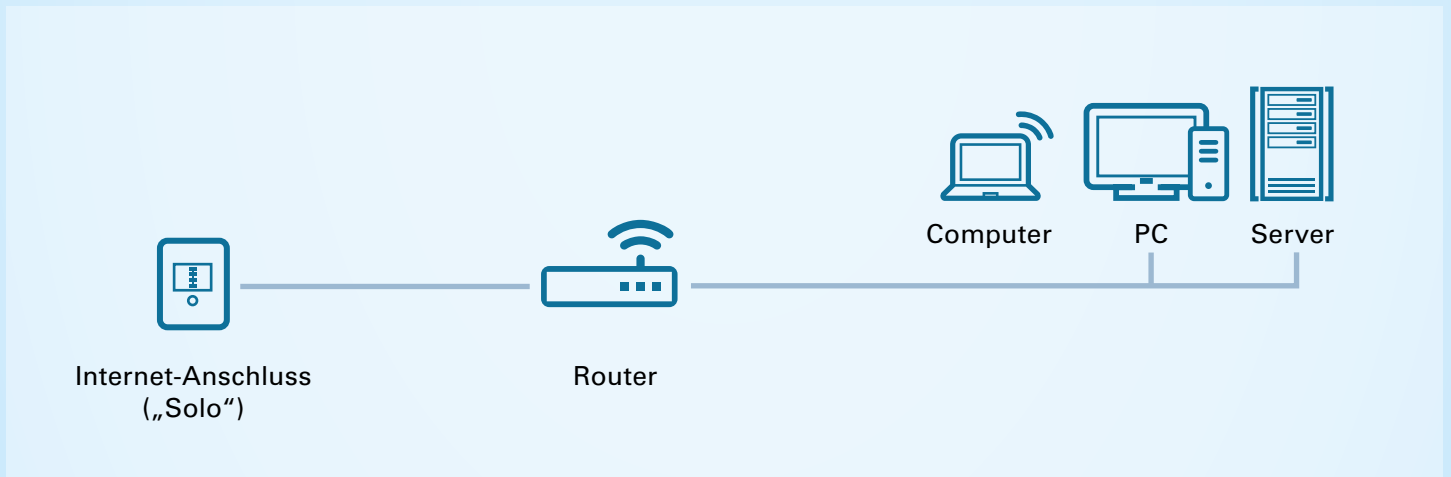 Computer
PC
Server
Internet-Anschluss
(„Solo“)
Router